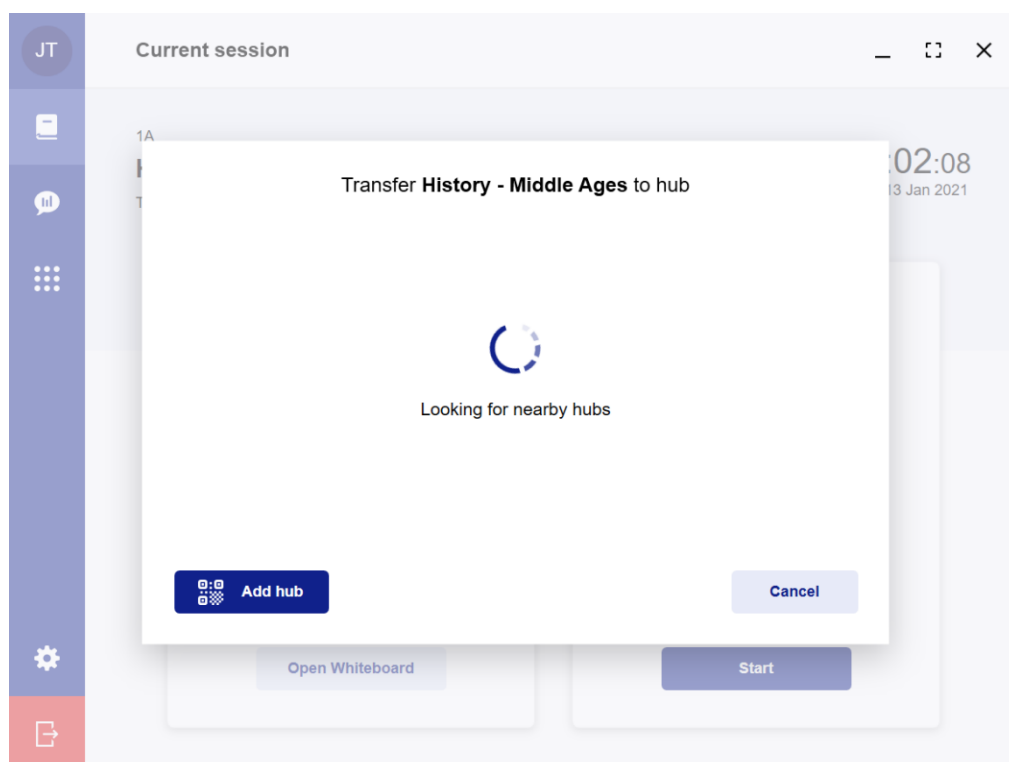 JT
Current session
1A
:02:08
13 Jan 2021
Transfer History - Middle Ages to hub
Looking for nearby hubs
Add hub
Cancel
Open Whiteboard
Start